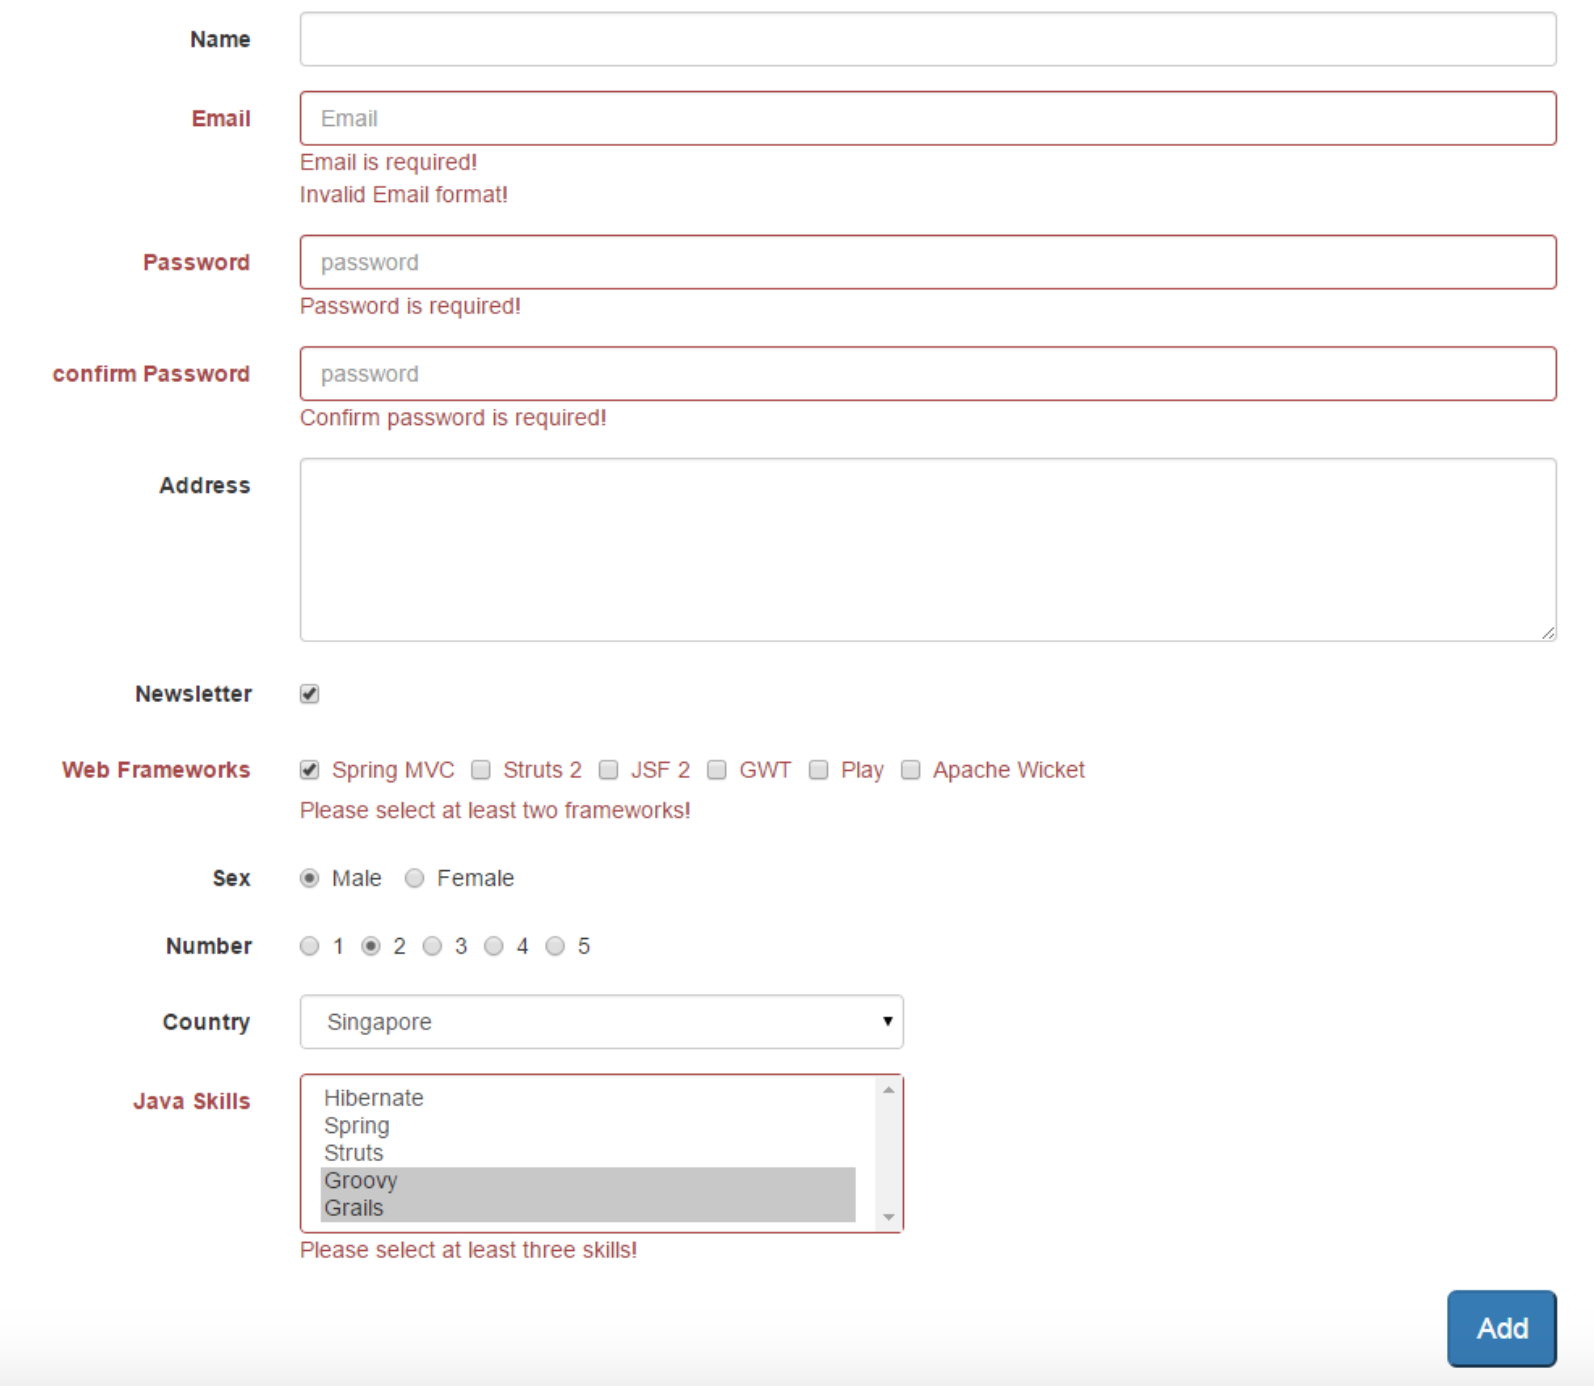 Name
Email Email
Email is required!
Invalid Email format!
Password password
Password is required!
confirm Password password
Confirm password is required!
Address
Newsletter
Web Frameworks Spring MVC Struts 2 JSF 2 GWT Play Apache Wicket
Please select at least two frameworks!
Sex Male Female
Number 1 2 3 4 5
Country Singapore
Java Skills Hibernate
Spring
Struts
Groovy
Grails
Please select at least three skills!
Add